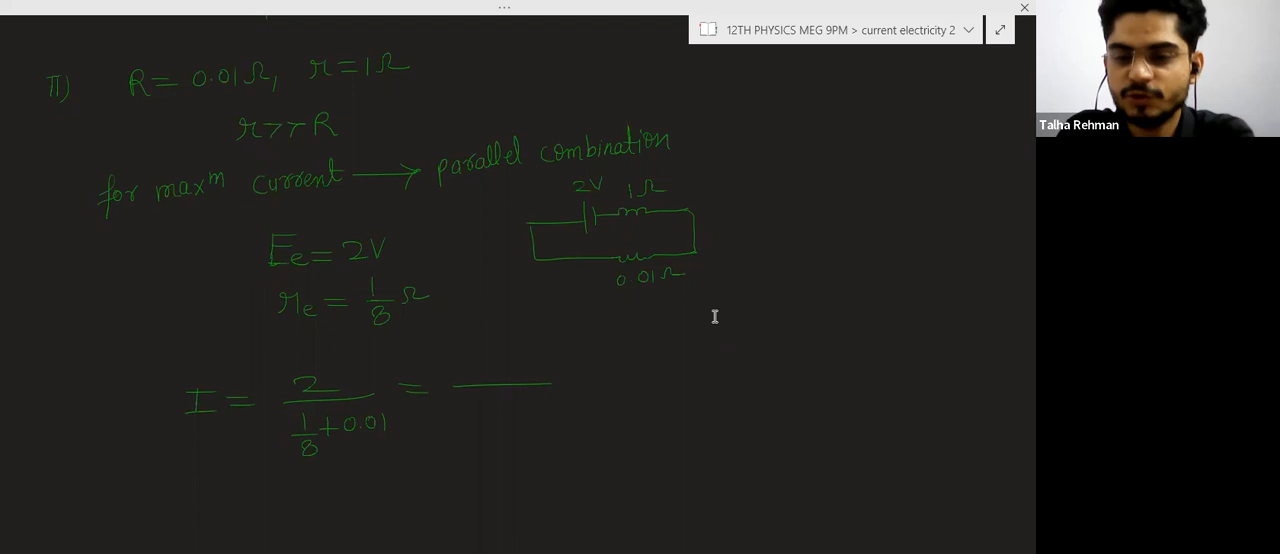 12TH PHYSICS MEG 9PM > current electricity 2
Talha Rehman
II) R = 0.01 Ω, r = 1 Ω
r >> R
for maxᵐ current → parallel combination
2V 1Ω
0.01 Ω
Eₑ = 2V
rₑ = 1/8 Ω
I = 2/(1/8 + 0.01) =